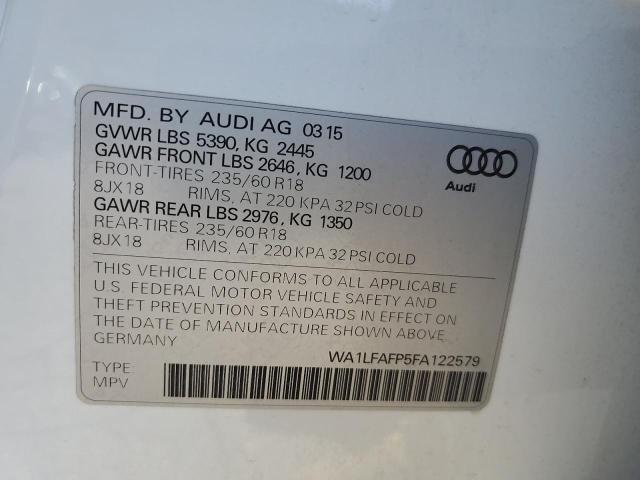 MFD. BY AUDI AG 03 15
GVWR LBS 5390, KG 2445
GAWR FRONT LBS 2646, KG 1200
FRONT-TIRES 235/60 R18
8JX18 RIMS, AT 220 KPA 32 PSI COLD
GAWR REAR LBS 2976, KG 1350
REAR-TIRES 235/60 R18
8JX18 RIMS, AT 220 KPA 32 PSI COLD
Audi
THIS VEHICLE CONFORMS TO ALL APPLICABLE
U.S. FEDERAL MOTOR VEHICLE SAFETY AND
THEFT PREVENTION STANDARDS IN EFFECT ON
THE DATE OF MANUFACTURE SHOWN ABOVE.
GERMANY
WA1LFAFP5FA122579
TYPE:
MPV